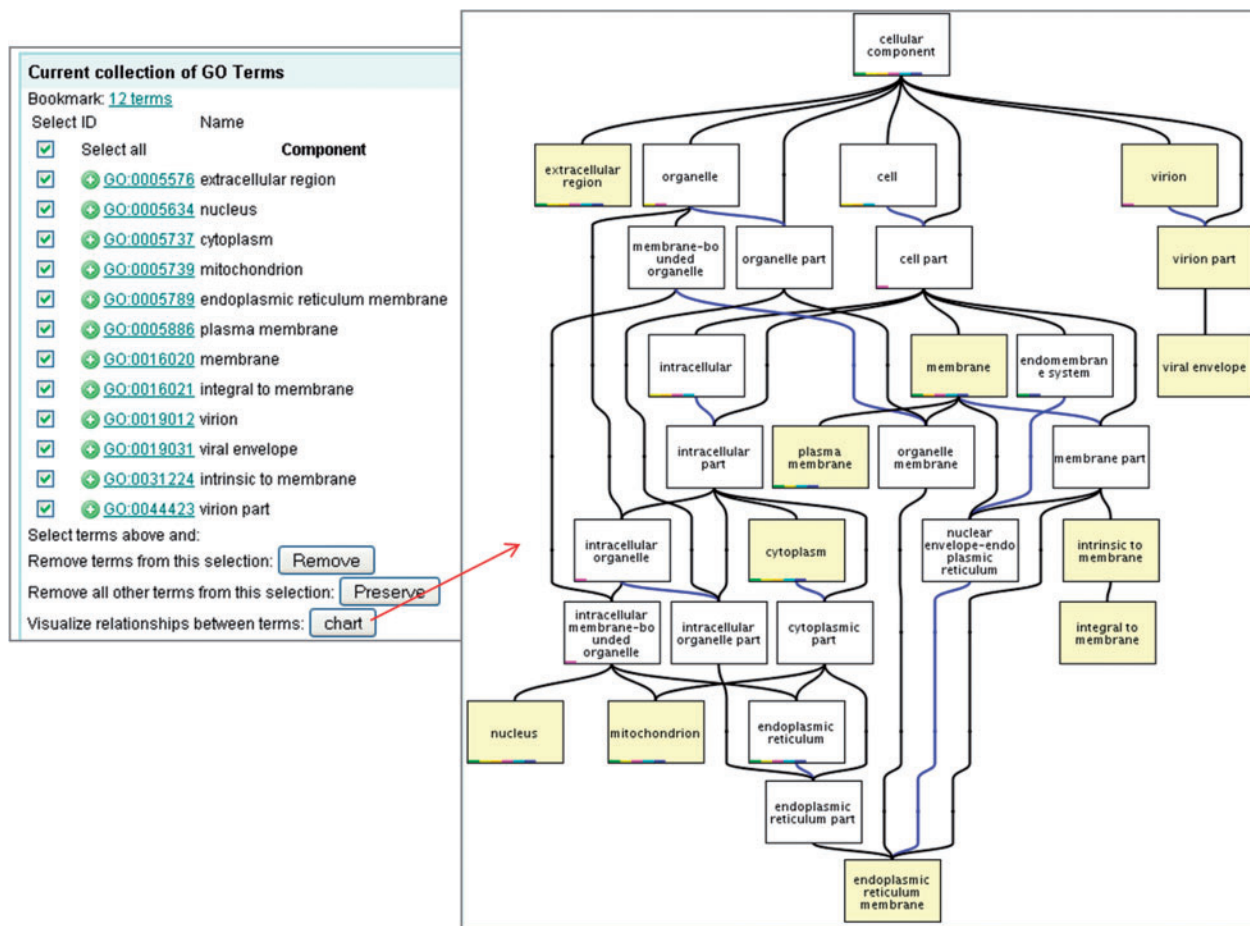 Current collection of GO Terms
Bookmark: 12 terms
Select ID Name
Select all Component
GO:0005576 extracellular region
GO:0005634 nucleus
GO:0005737 cytoplasm
GO:0005739 mitochondrion
GO:0005789 endoplasmic reticulum membrane
GO:0005886 plasma membrane
GO:0016020 membrane
GO:0016021 integral to membrane
GO:0019012 virion
GO:0019031 viral envelope
GO:0031224 intrinsic to membrane
GO:0044423 virion part
Select terms above and:
Remove terms from this selection: Remove
Remove all other terms from this selection: Preserve
Visualize relationships between terms: chart
cellular
component
extracellular
region
organelle
cell
virion
membrane-bo
unded
organelle
organelle part
cell part
virion part
intracellular
membrane
endomembran
e system
viral envelope
intracellular
part
plasma
membrane
organelle
membrane
membrane part
intracellular
organelle
cytoplasm
nuclear
envelope-endo
plasmic
reticulum
intrinsic to
membrane
intracellular
membrane-bo
unded
organelle
intracellular
organelle part
cytoplasmic
part
integral to
membrane
nucleus
mitochondrion
endoplasmic
reticulum
endoplasmic
reticulum part
endoplasmic
reticulum
membrane